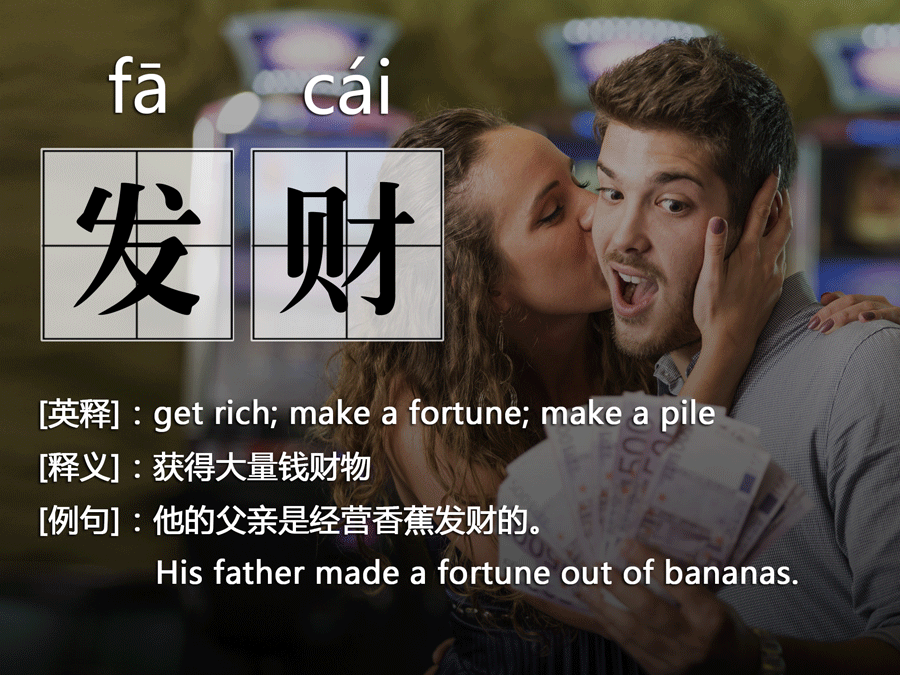 fā cái
发财
[英释]：get rich; make a fortune; make a pile
[释义]：获得大量钱财物
[例句]：他的父亲是经营香蕉发财的。
His father made a fortune out of bananas.